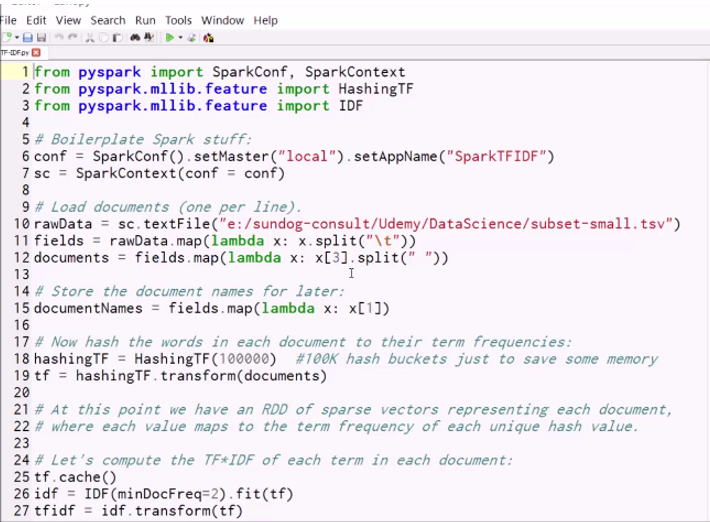 File Edit View Search Run Tools Window Help
TF-IDF.py
1 from pyspark import SparkConf, SparkContext
2 from pyspark.mllib.feature import HashingTF
3 from pyspark.mllib.feature import IDF
4
5 # Boilerplate Spark stuff:
6 conf = SparkConf().setMaster("local").setAppName("SparkTFIDF")
7 sc = SparkContext(conf = conf)
8
9 # Load documents (one per line).
10 rawData = sc.textFile("e:/sundog-consult/Udemy/DataScience/subset-small.tsv")
11 fields = rawData.map(lambda x: x.split("\t"))
12 documents = fields.map(lambda x: x[3].split(" "))
13
14 # Store the document names for later:
15 documentNames = fields.map(lambda x: x[1])
16
17 # Now hash the words in each document to their term frequencies:
18 hashingTF = HashingTF(100000)  #100K hash buckets just to save some memory
19 tf = hashingTF.transform(documents)
20
21 # At this point we have an RDD of sparse vectors representing each document,
22 # where each value maps to the term frequency of each unique hash value.
23
24 # Let's compute the TF*IDF of each term in each document:
25 tf.cache()
26 idf = IDF(minDocFreq=2).fit(tf)
27 tfidf = idf.transform(tf)